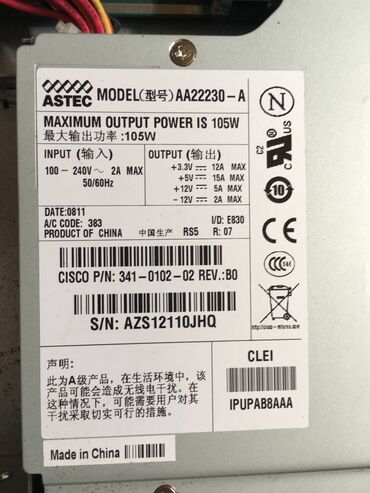 ASTEC
MODEL(型号) AA22230-A
MAXIMUM OUTPUT POWER IS 105W
最大输出功率:105W
INPUT (输入)
100 - 240V ~ 2A MAX
50/60Hz
OUTPUT (输出)
+3.3V ⎓ 12A MAX
+5V ⎓ 15A MAX
+12V ⎓ 5A MAX
-12V ⎓ 2A MAX
DATE:0811
A/C CODE: 383
PRODUCT OF CHINA
中国生产
RS5
I/D: E830
R: 07
N
C2
US
10
CE
CISCO P/N: 341-0102-02 REV.:B0
S/N: AZS12110JHQ
声明:
此为A级产品,在生活环境中,该
产品可能会造成无线电干扰。在
这种情况下,可能需要用户对其
干扰采取切实可行的措施。
CLEI
IPUPAB8AAA
Made in China